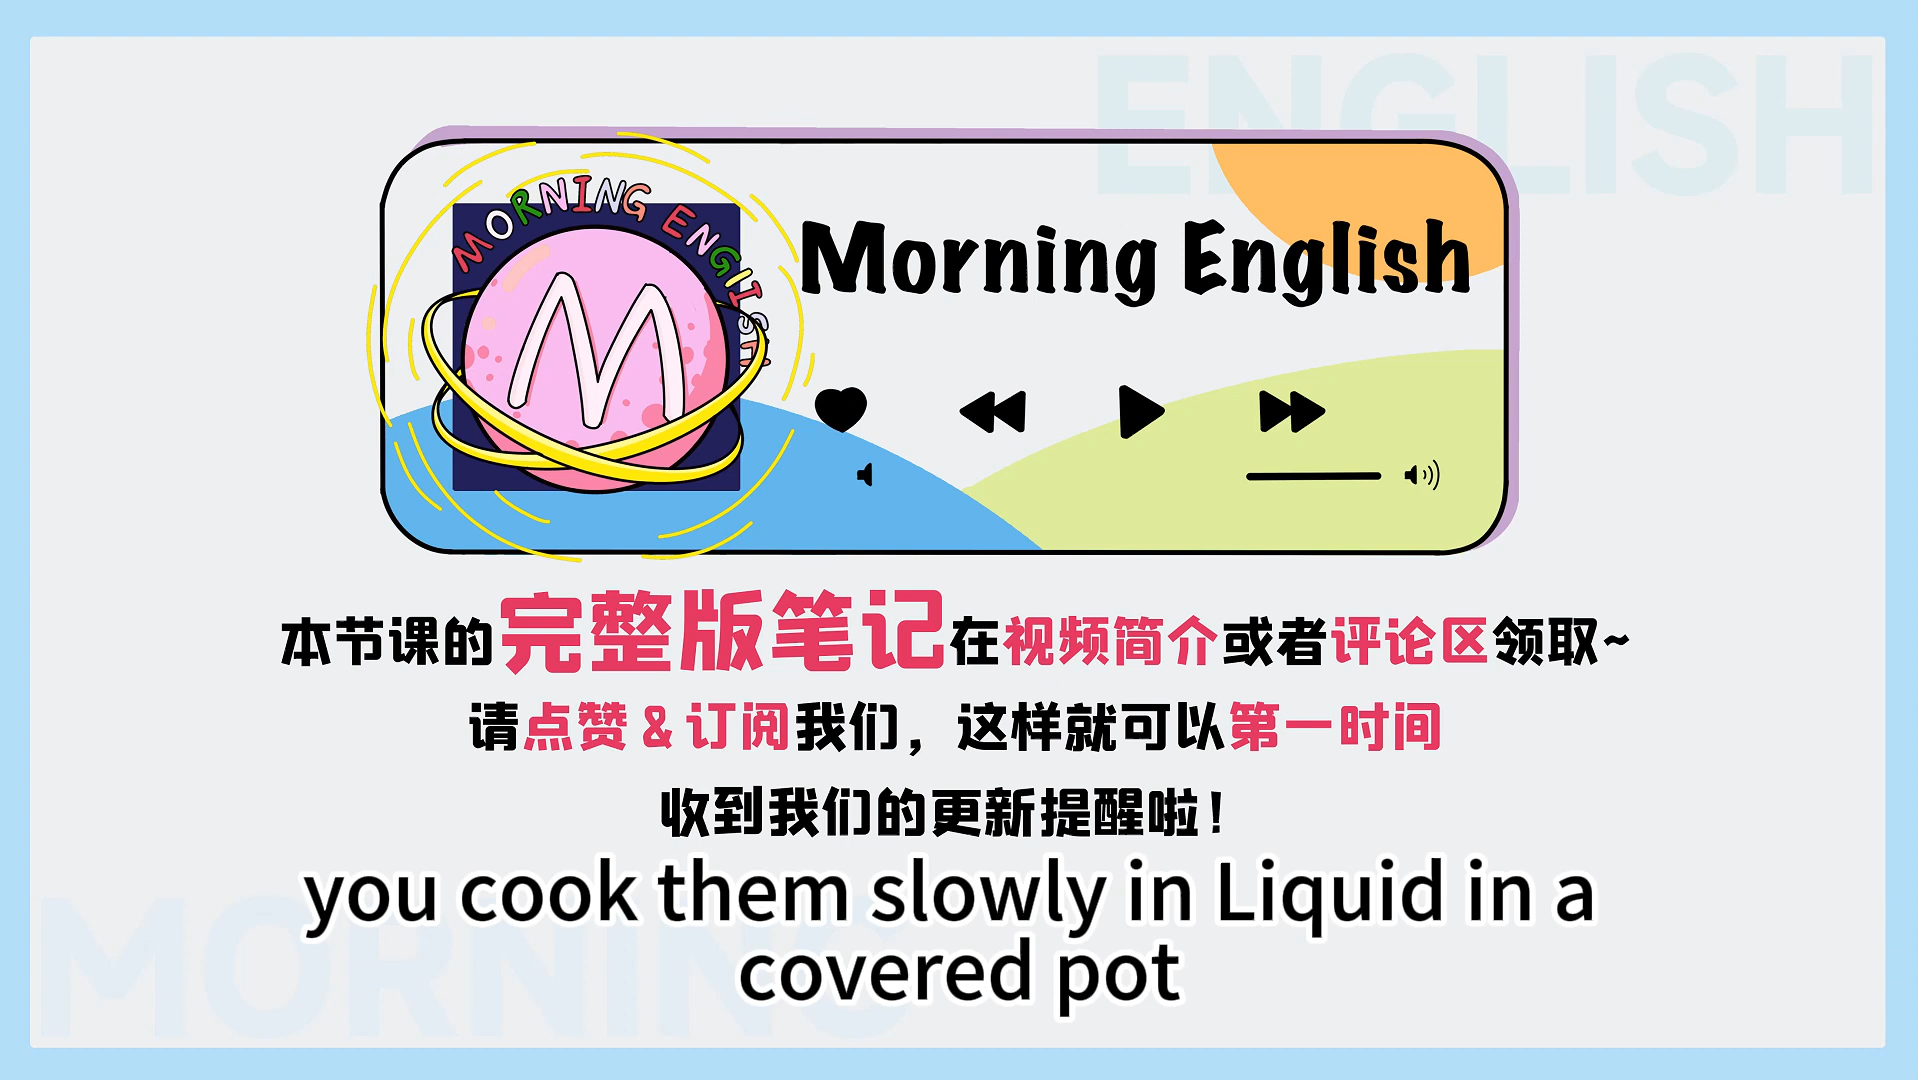 ENGLISH
MORNING ENGLISH
M
Morning English
本节课的完整版笔记在视频简介或者评论区领取~
请点赞&订阅我们，这样就可以第一时间
收到我们的更新提醒啦！
MORNING
you cook them slowly in Liquid in a
covered pot